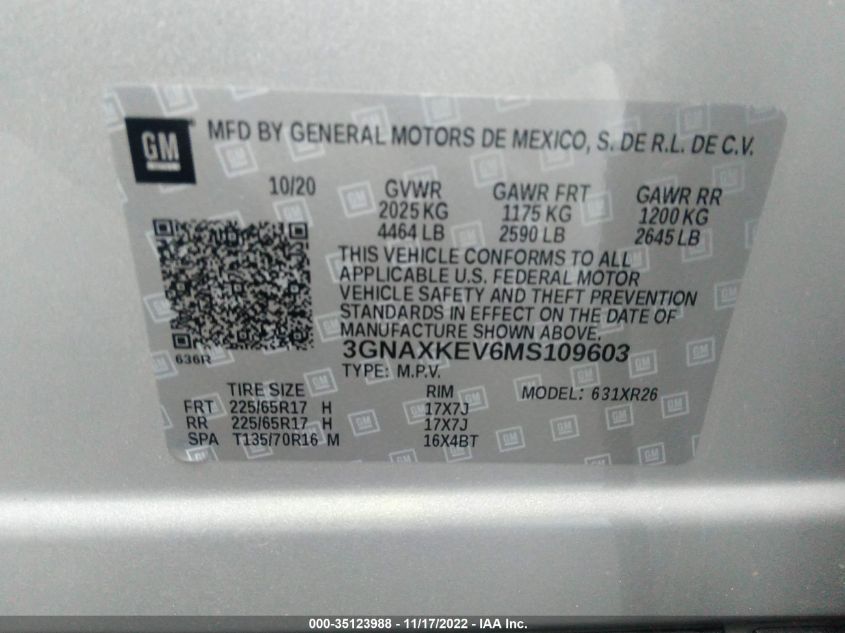 GM
MFD BY GENERAL MOTORS DE MEXICO, S. DE R.L. DE C.V.
10/20 GVWR GAWR FRT GAWR RR
2025 KG 1175 KG 1200 KG
4464 LB 2590 LB 2645 LB
THIS VEHICLE CONFORMS TO ALL
APPLICABLE U.S. FEDERAL MOTOR
VEHICLE SAFETY AND THEFT PREVENTION
STANDARDS IN EFFECT ON THE DATE OF
MANUFACTURE SHOWN ABOVE.
636R
3GNAXKEV6MS109603
TYPE: M.P.V.
TIRE SIZE RIM MODEL: 631XR26
FRT 225/65R17 H 17X7J
RR 225/65R17 H 17X7J
SPA T135/70R16 M 16X4BT
000-35123988 - 11/17/2022 - IAA Inc.